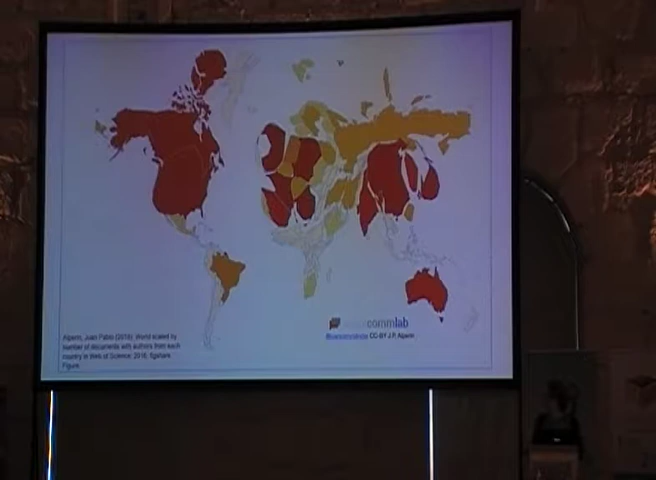 Alperin, Juan Pablo (2018): World scaled by
number of documents with authors from each
country in Web of Science; 2016. figshare.
Figure.
commlab
CC-BY J.P. Alperin